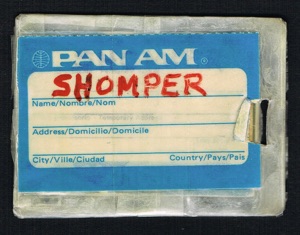 PAN AM®
SHOMPER
Name/Nombre/Nom
Address/Domicilio/Domicile
City/Ville/Ciudad Country/Pays/Pais